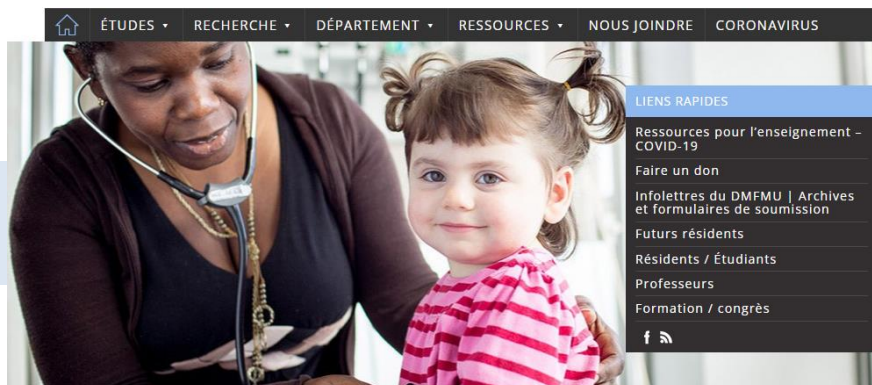 ÉTUDES
RECHERCHE
DÉPARTEMENT
RESSOURCES
NOUS JOINDRE
CORONAVIRUS
LIENS RAPIDES
Ressources pour l'enseignement –
COVID-19
Faire un don
Infolettres du DMFMU | Archives
et formulaires de soumission
Futurs résidents
Résidents / Étudiants
Professeurs
Formation / congrès